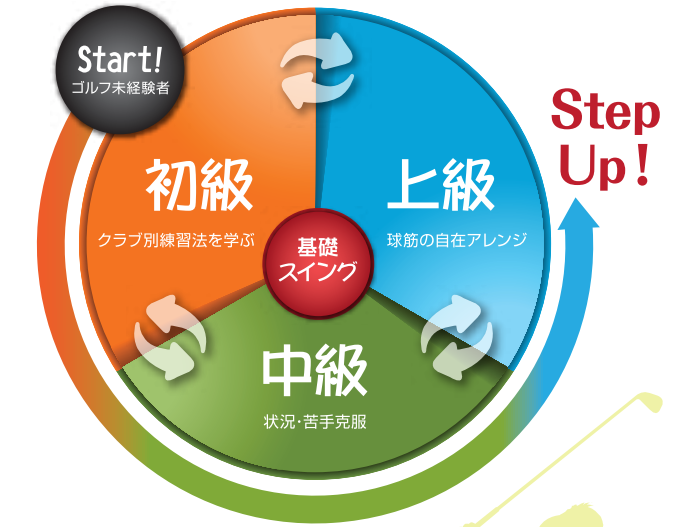 Start!
ゴルフ未経験者
初級
クラブ別練習法を学ぶ
上級
球筋の自在アレンジ
基礎
スイング
中級
状況・苦手克服
Step
Up!